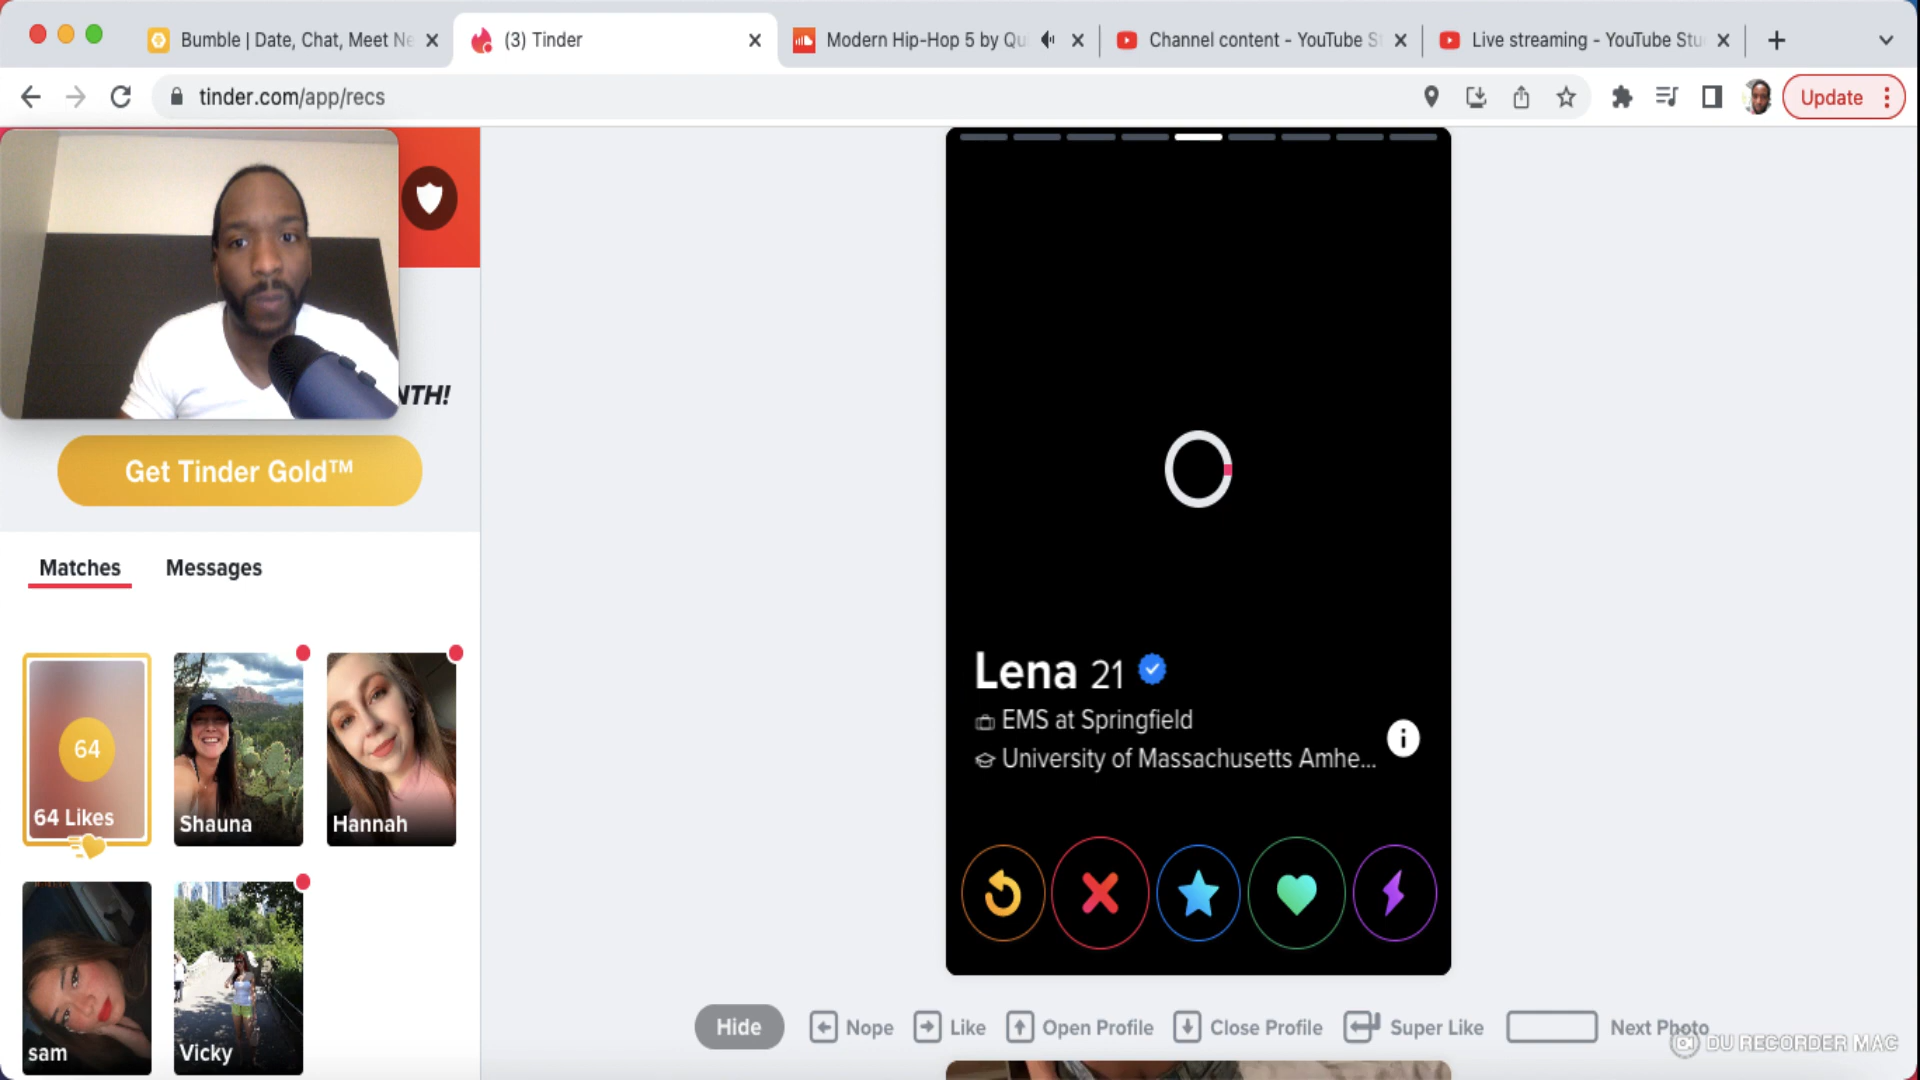 Bumble | Date, Chat, Meet Ne
(3) Tinder
Modern Hip-Hop 5 by Qu
Channel content - YouTube S
Live streaming - YouTube Stu
tinder.com/app/recs
Update
NTH!
Get Tinder Gold™
Matches
Messages
64
64 Likes
Shauna
Hannah
sam
Vicky
Lena 21
EMS at Springfield
University of Massachusetts Amhe...
Hide
Nope
Like
Open Profile
Close Profile
Super Like
Next Photo
DU RECORDER MAC